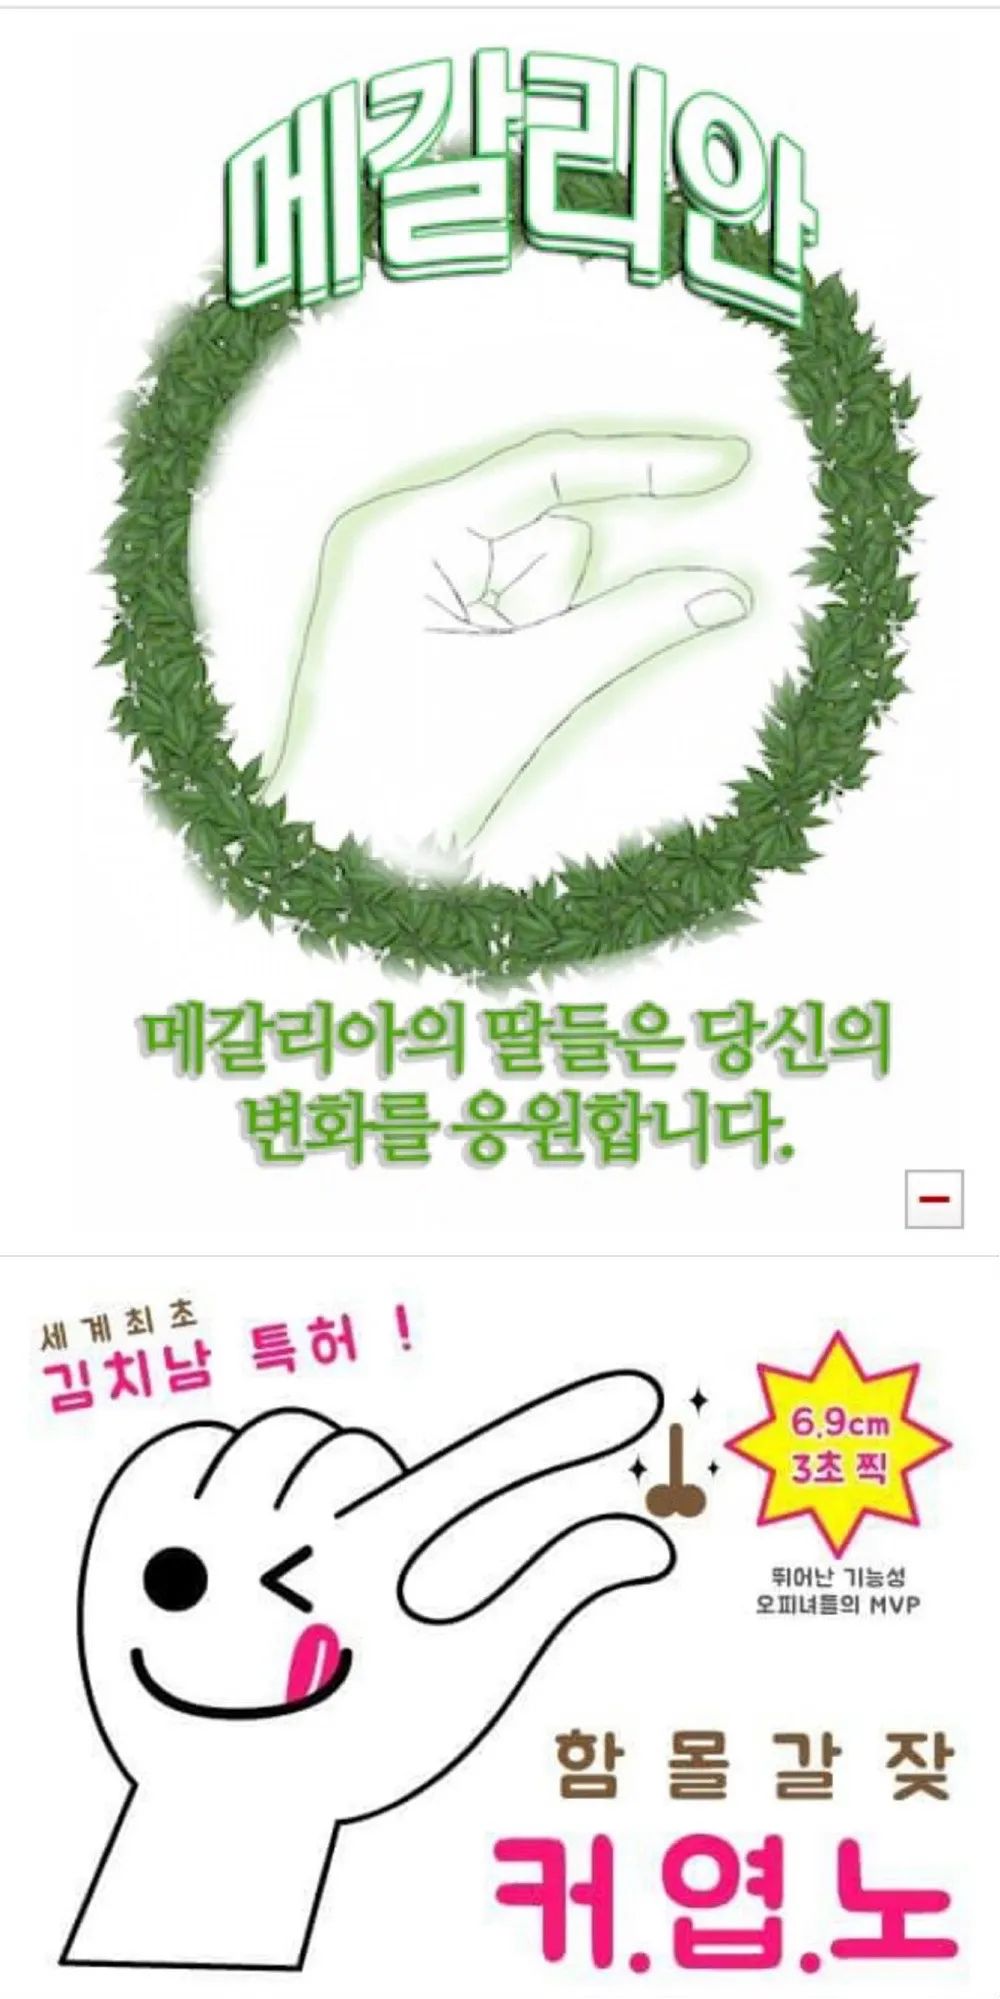 메갈리안
메갈리아의 딸들은 당신의
변화를 응원합니다.
세계최초
김치남 특허 !
6.9cm
3초 찍
뛰어난 기능성
오피녀들의 MVP
함 몰 갈 잦
커.엽.노